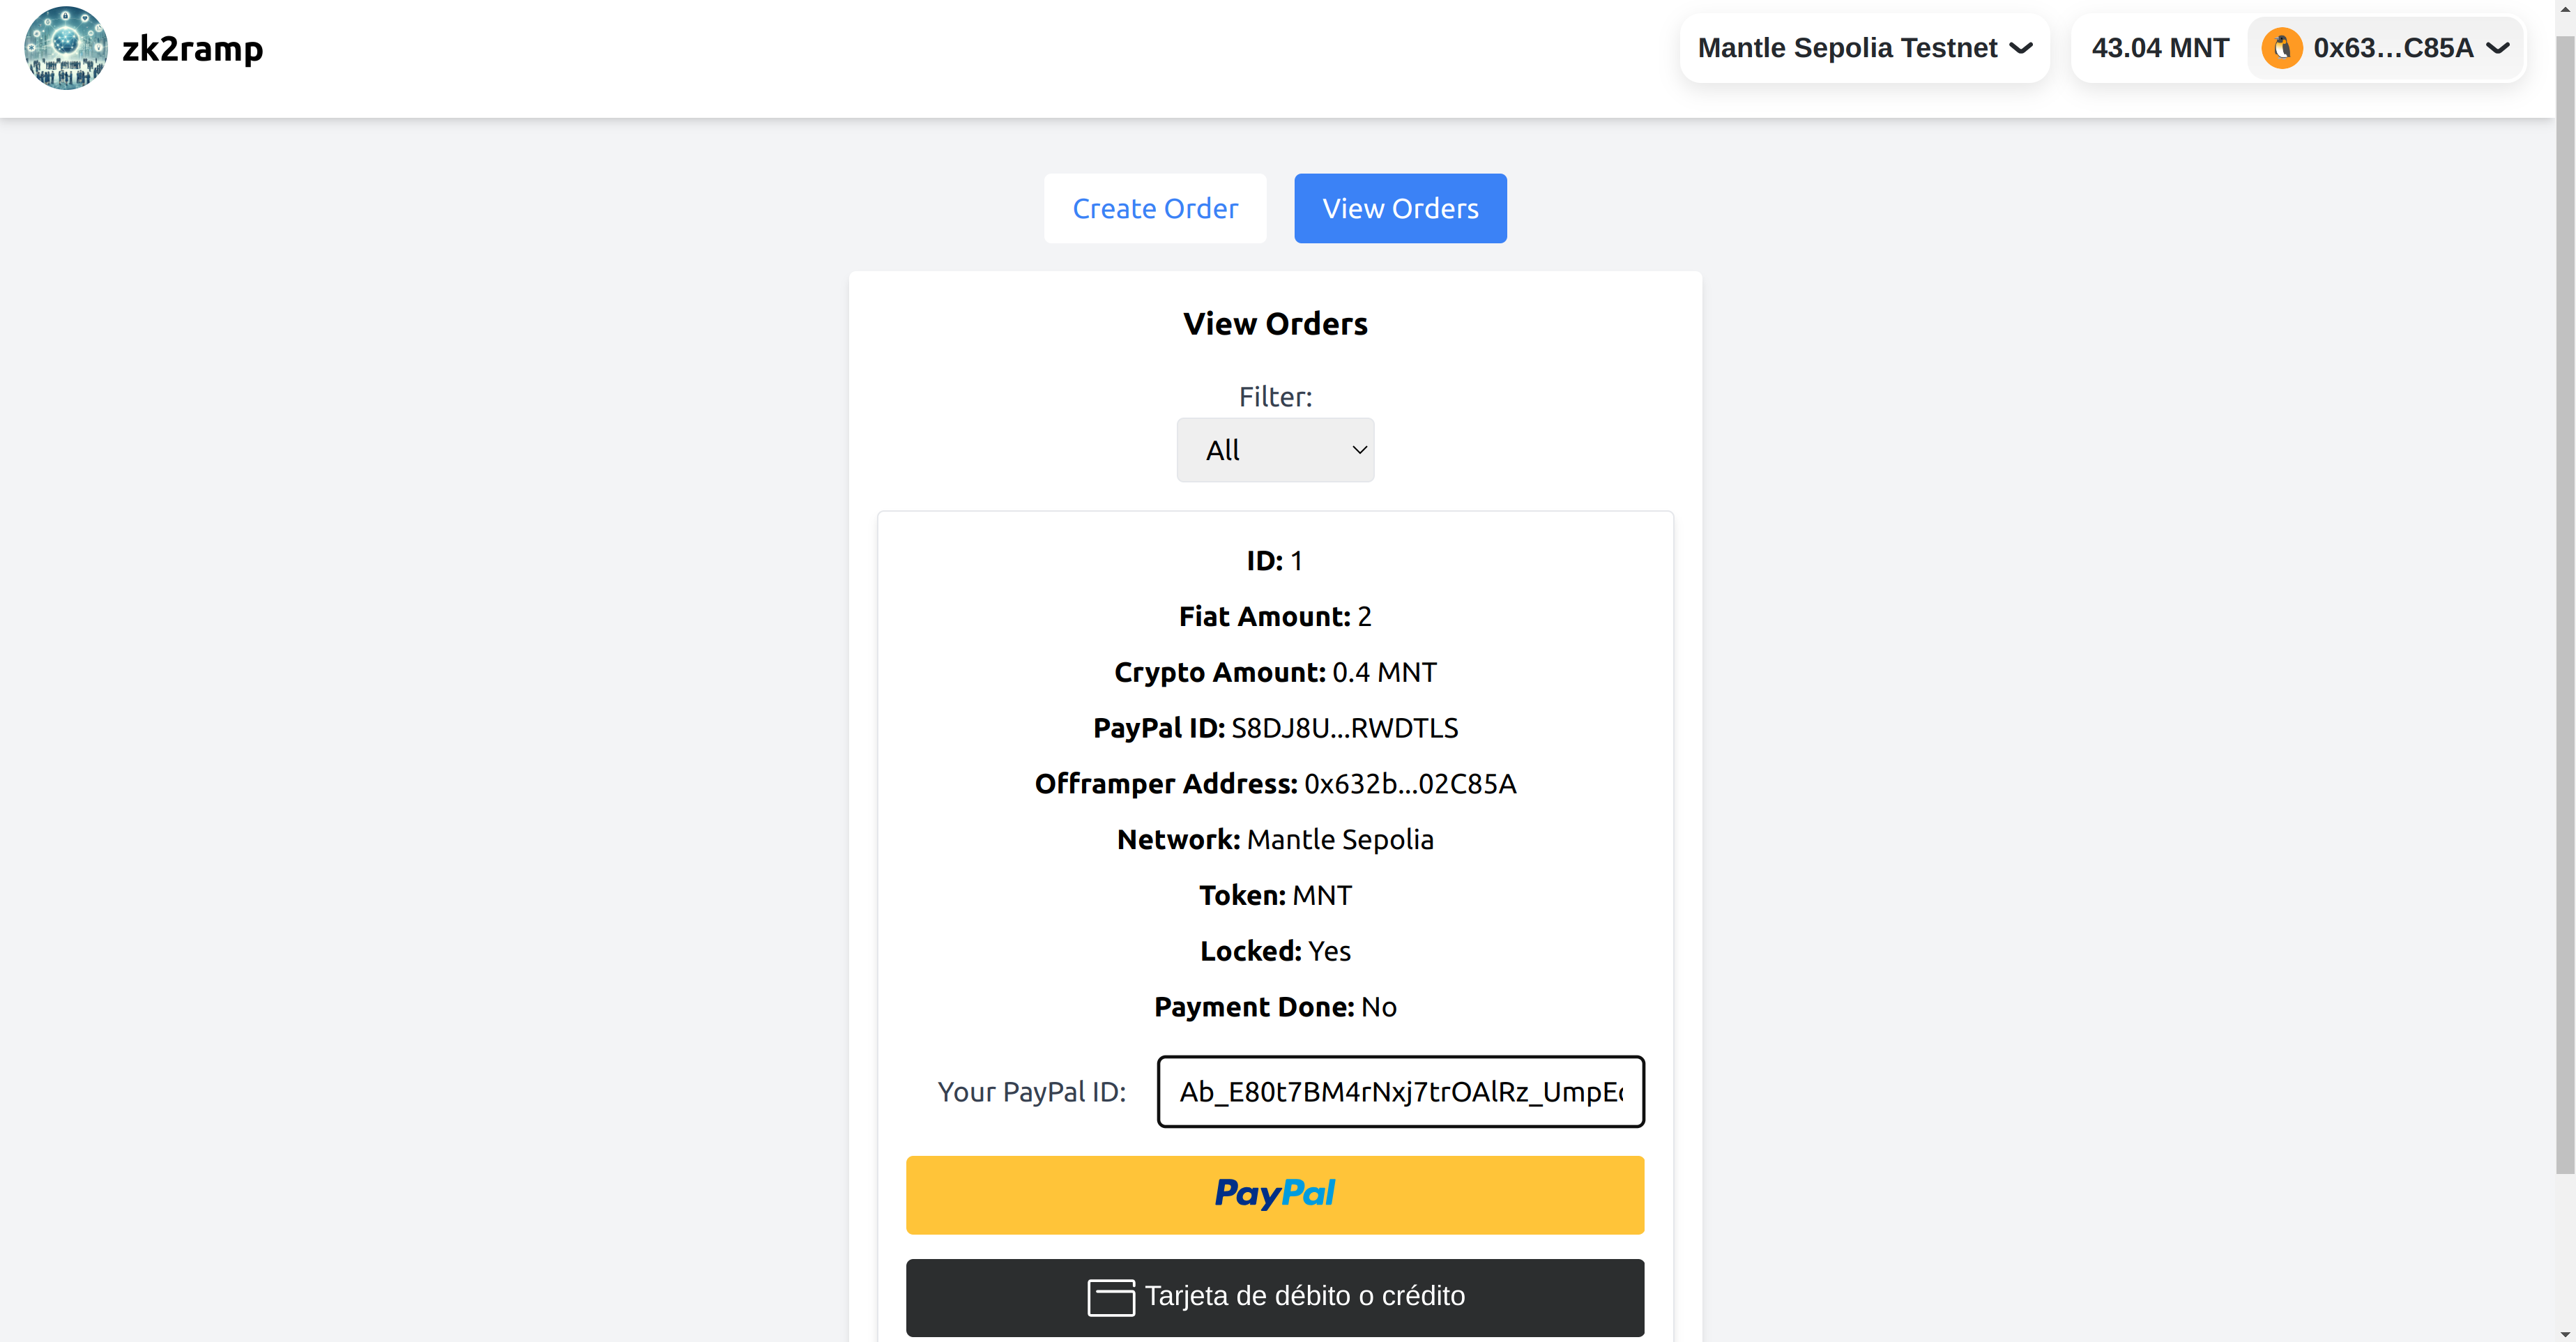 zk2ramp
Mantle Sepolia Testnet
43.04 MNT
0x63...C85A
Create Order
View Orders
View Orders
Filter:
All
ID: 1
Fiat Amount: 2
Crypto Amount: 0.4 MNT
PayPal ID: S8DJ8U...RWDTLS
Offramper Address: 0x632b...02C85A
Network: Mantle Sepolia
Token: MNT
Locked: Yes
Payment Done: No
Your PayPal ID: Ab_E80t7BM4rNxj7trOAlRz_UmpE
PayPal
Tarjeta de débito o crédito